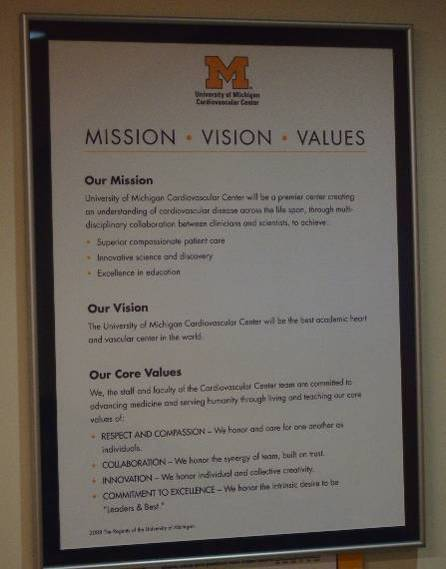 M
University of Michigan
Cardiovascular Center
MISSION • VISION • VALUES
Our Mission
University of Michigan Cardiovascular Center will be a premier center creating
an understanding of cardiovascular disease across the life span, through multi-
disciplinary collaboration between clinicians and scientists, to achieve:
• Superior compassionate patient care
• Innovative science and discovery
• Excellence in education
Our Vision
The University of Michigan Cardiovascular Center will be the best academic heart
and vascular center in the world.
Our Core Values
We, the staff and faculty of the Cardiovascular Center team are committed to
advancing medicine and serving humanity through living and teaching our core
values of:
• RESPECT AND COMPASSION – We honor and care for one another as
individuals.
• COLLABORATION – We honor the synergy of team, built on trust.
• INNOVATION – We honor individual and collective creativity.
• COMMITMENT TO EXCELLENCE – We honor the intrinsic desire to be
"Leaders & Best."
The Regents of the University of Michigan